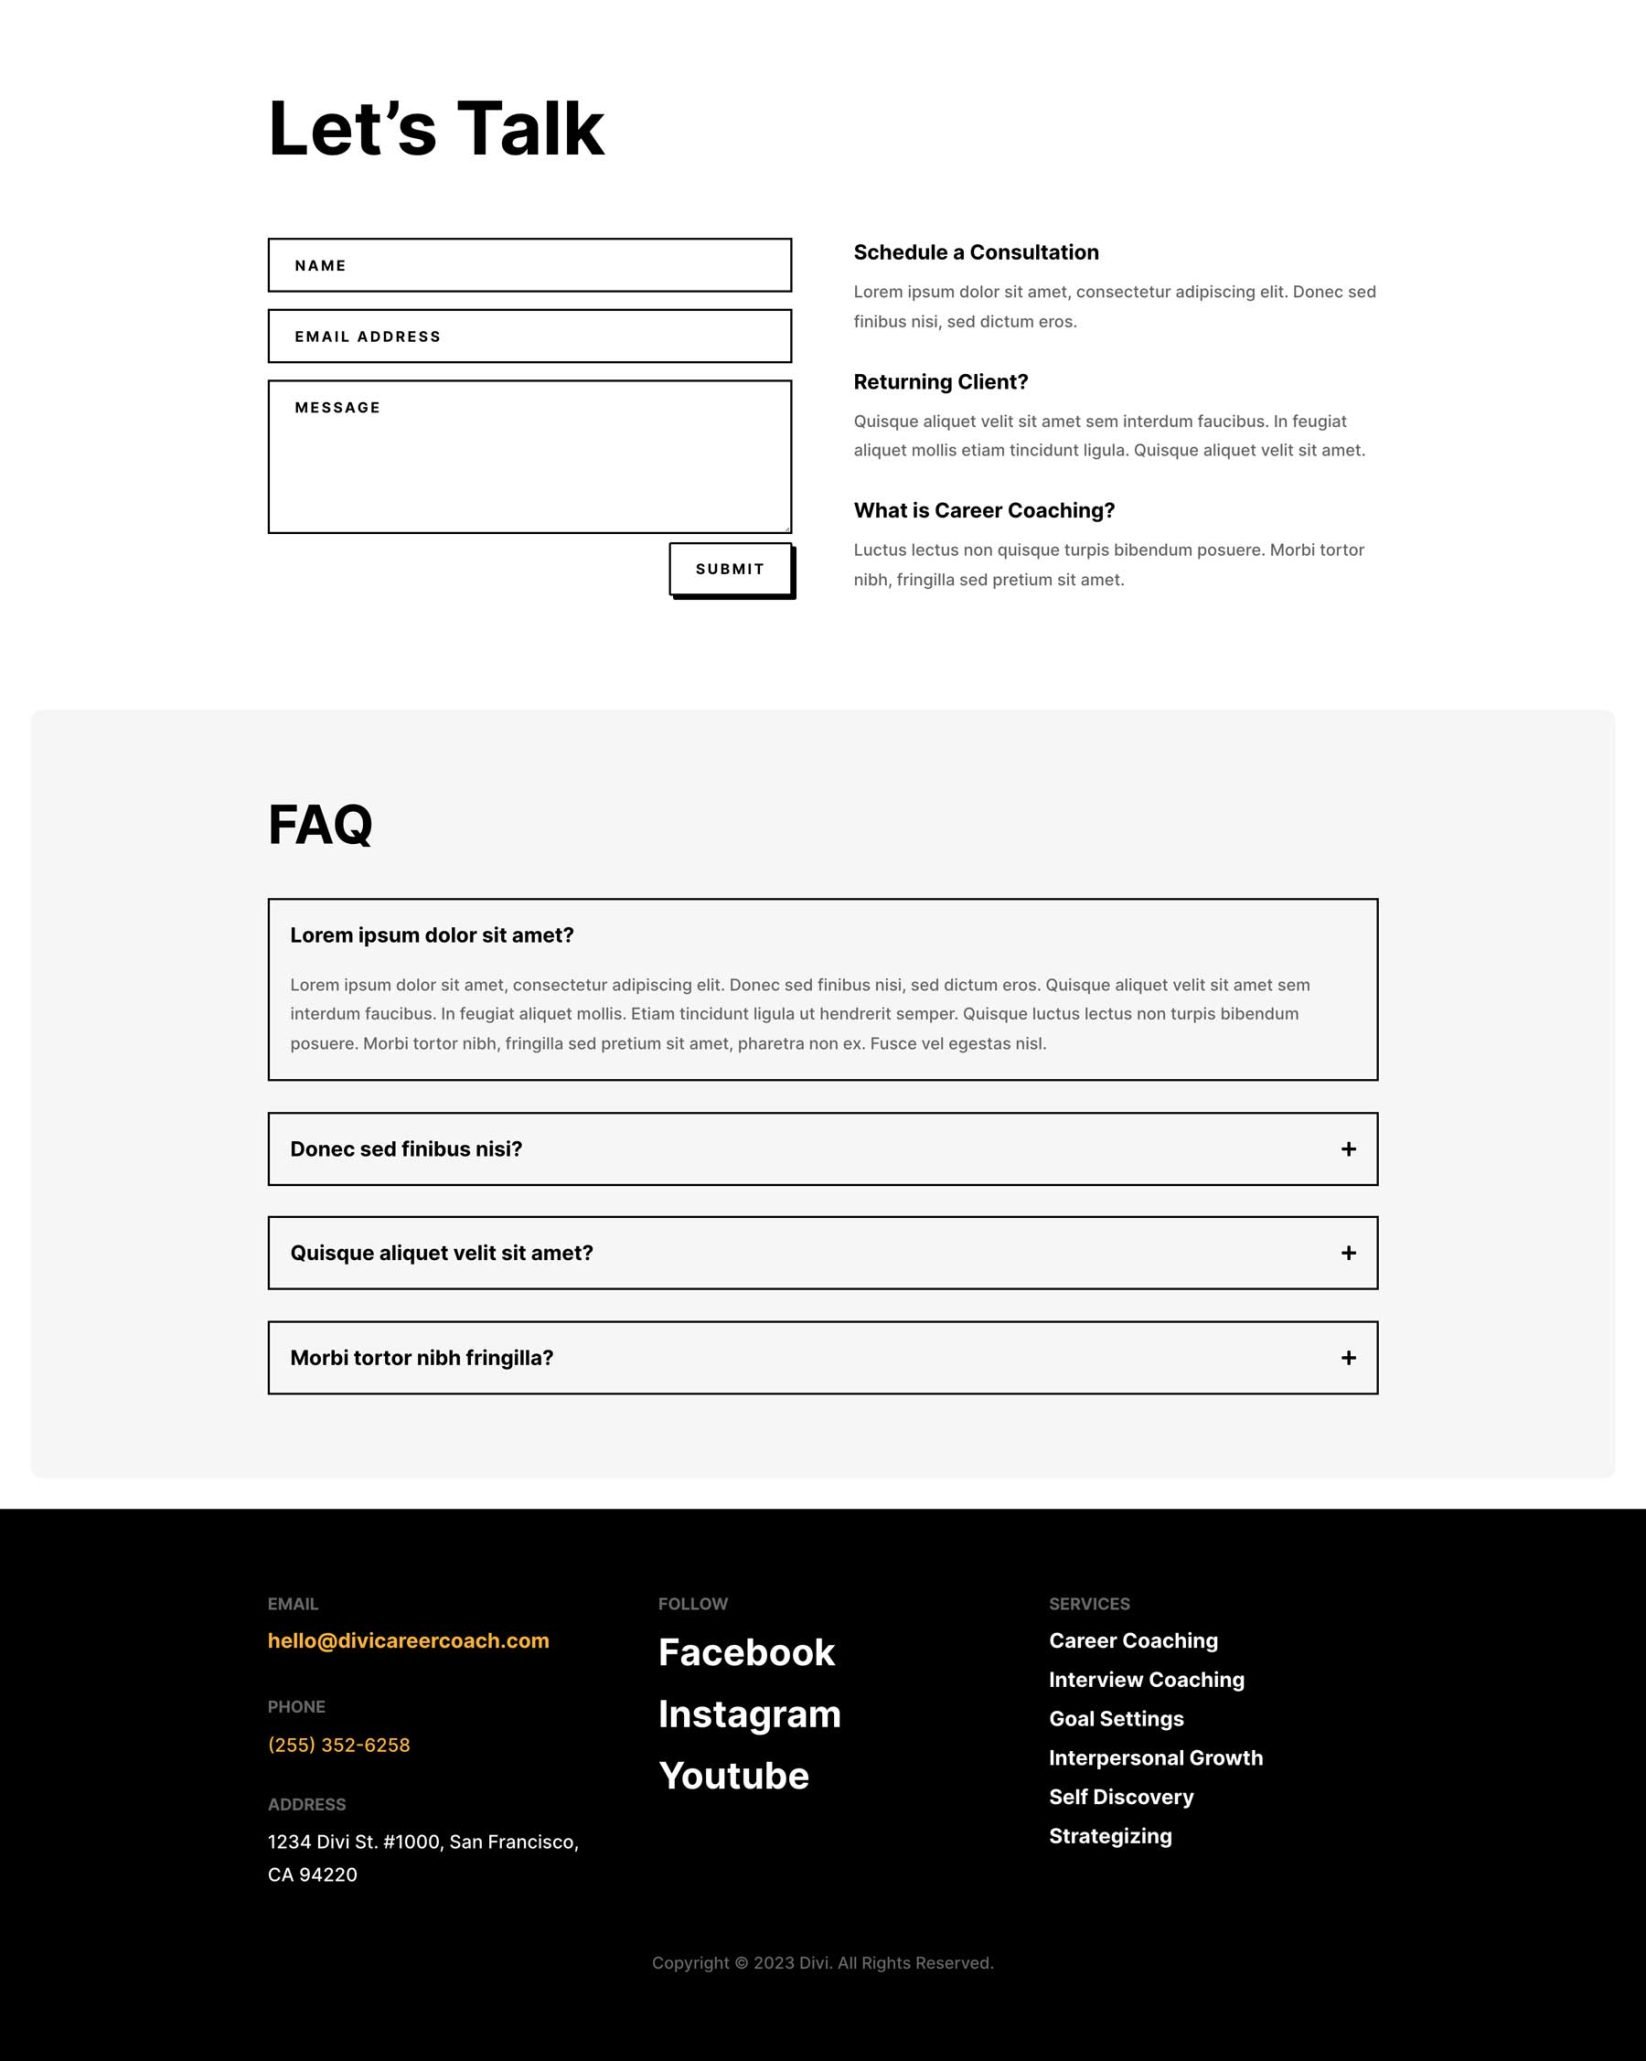 Let’s Talk
NAME
EMAIL ADDRESS
MESSAGE
SUBMIT
Schedule a Consultation
Lorem ipsum dolor sit amet, consectetur adipiscing elit. Donec sed
finibus nisi, sed dictum eros.
Returning Client?
Quisque aliquet velit sit amet sem interdum faucibus. In feugiat
aliquet mollis etiam tincidunt ligula. Quisque aliquet velit sit amet.
What is Career Coaching?
Luctus lectus non quisque turpis bibendum posuere. Morbi tortor
nibh, fringilla sed pretium sit amet.
FAQ
Lorem ipsum dolor sit amet?
Lorem ipsum dolor sit amet, consectetur adipiscing elit. Donec sed finibus nisi, sed dictum eros. Quisque aliquet velit sit amet sem
interdum faucibus. In feugiat aliquet mollis. Etiam tincidunt ligula ut hendrerit semper. Quisque luctus lectus non turpis bibendum
posuere. Morbi tortor nibh, fringilla sed pretium sit amet, pharetra non ex. Fusce vel egestas nisl.
Donec sed finibus nisi?
Quisque aliquet velit sit amet?
Morbi tortor nibh fringilla?
EMAIL
hello@divicareercoach.com
PHONE
(255) 352-6258
ADDRESS
1234 Divi St. #1000, San Francisco,
CA 94220
FOLLOW
Facebook
Instagram
Youtube
SERVICES
Career Coaching
Interview Coaching
Goal Settings
Interpersonal Growth
Self Discovery
Strategizing
Copyright © 2023 Divi. All Rights Reserved.